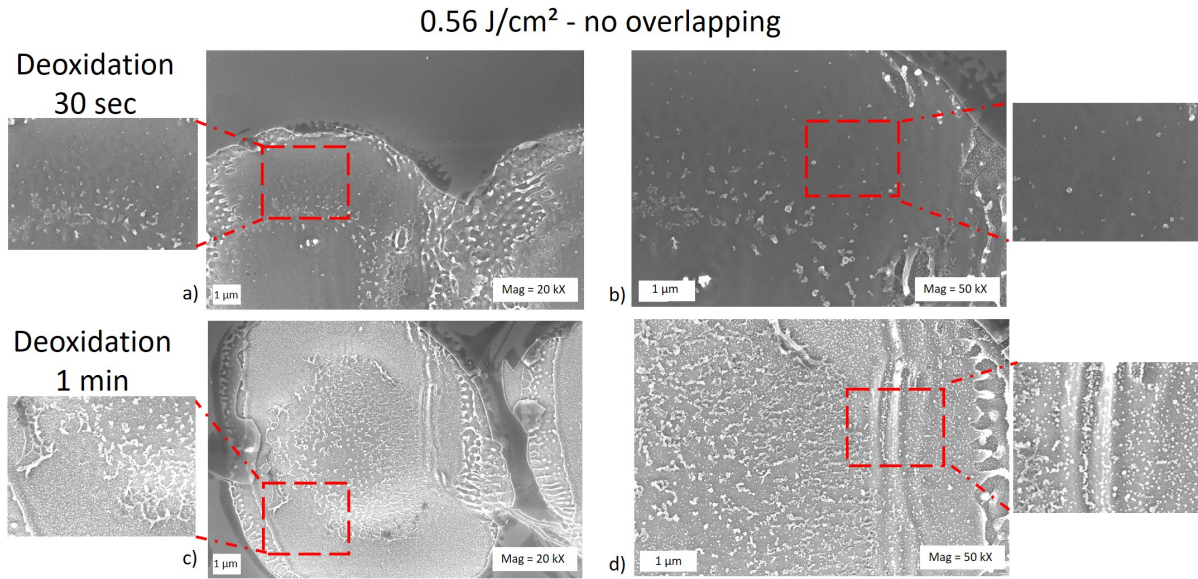 0.56 J/cm² - no overlapping
Deoxidation
30 sec
a)
1 µm
Mag = 20 kX
b)
1 µm
Mag = 50 kX
Deoxidation
1 min
c)
1 µm
Mag = 20 kX
d)
1 µm
Mag = 50 kX